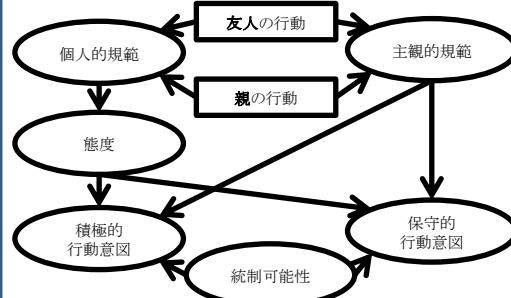 友人の行動
個人的規範
主観的規範
親の行動
態度
積極的
行動意図
保守的
行動意図
統制可能性